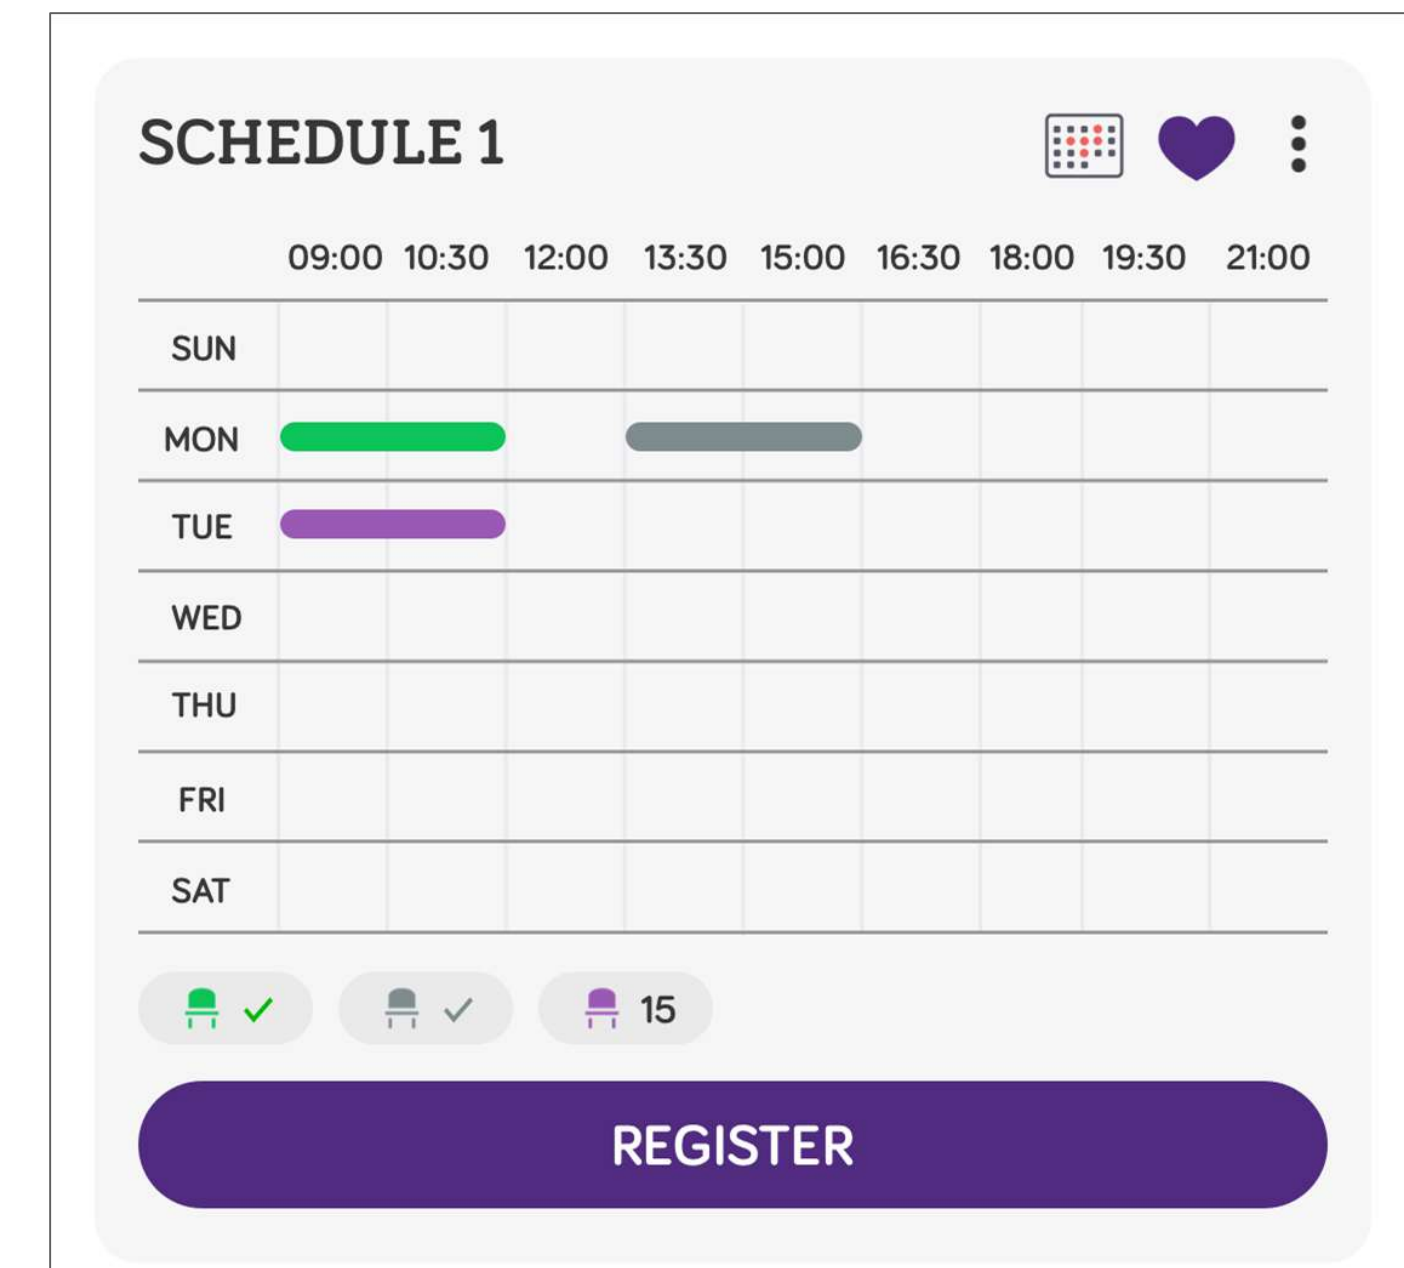 SCHEDULE 1
09:00 10:30 12:00 13:30 15:00 16:30 18:00 19:30 21:00
SUN
MON
TUE
WED
THU
FRI
SAT
15
REGISTER